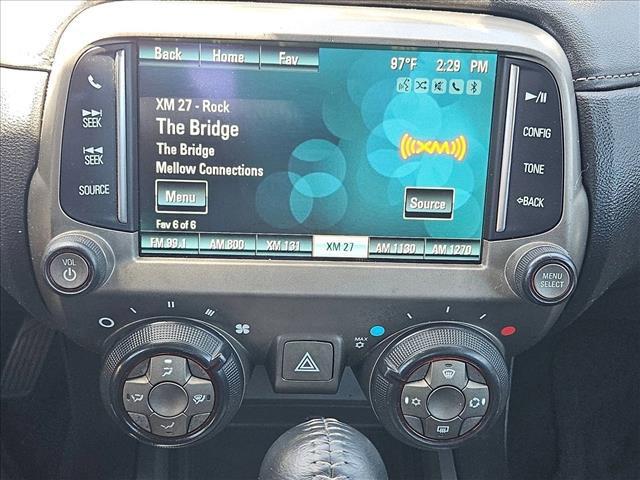 Back Home Fav 97°F 2:29 PM
XM 27 - Rock
The Bridge
The Bridge
Mellow Connections
XM
Menu
Source
Fav 6 of 6
FM 99.1 AM 800 XM 131 XM 27 AM 1130 AM 1270
SEEK
SEEK
SOURCE
CONFIG
TONE
BACK
VOL
MENU
SELECT
MAX